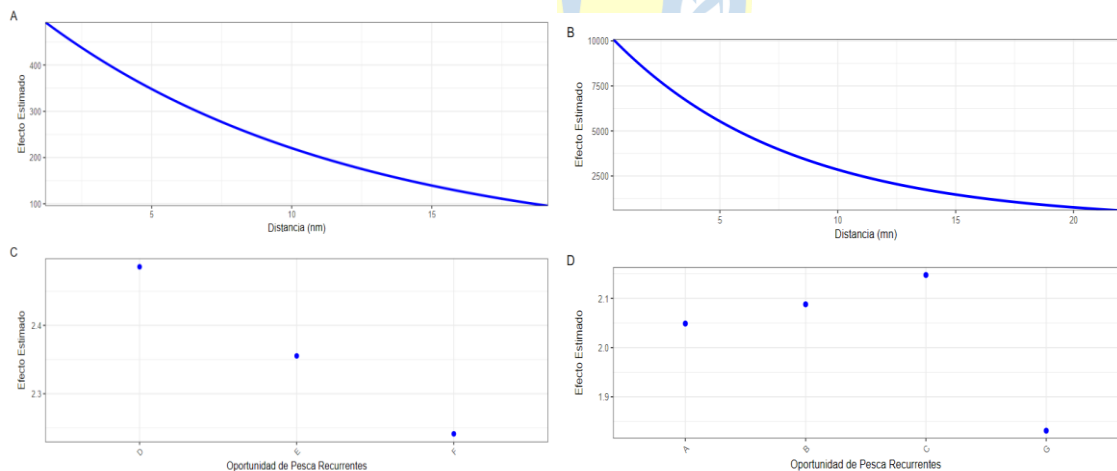 A
Efecto Estimado
400
300
200
100
5
10
15
Distancia (nm)
B
Efecto Estimado
10000
7500
5000
2500
5
10
15
20
Distancia (mn)
C
Efecto Estimado
2.4
2.3
D
E
F
Oportunidad de Pesca Recurrentes
D
Efecto Estimado
2.1
2.0
1.9
A
B
C
G
Oportunidad de Pesca Recurrentes